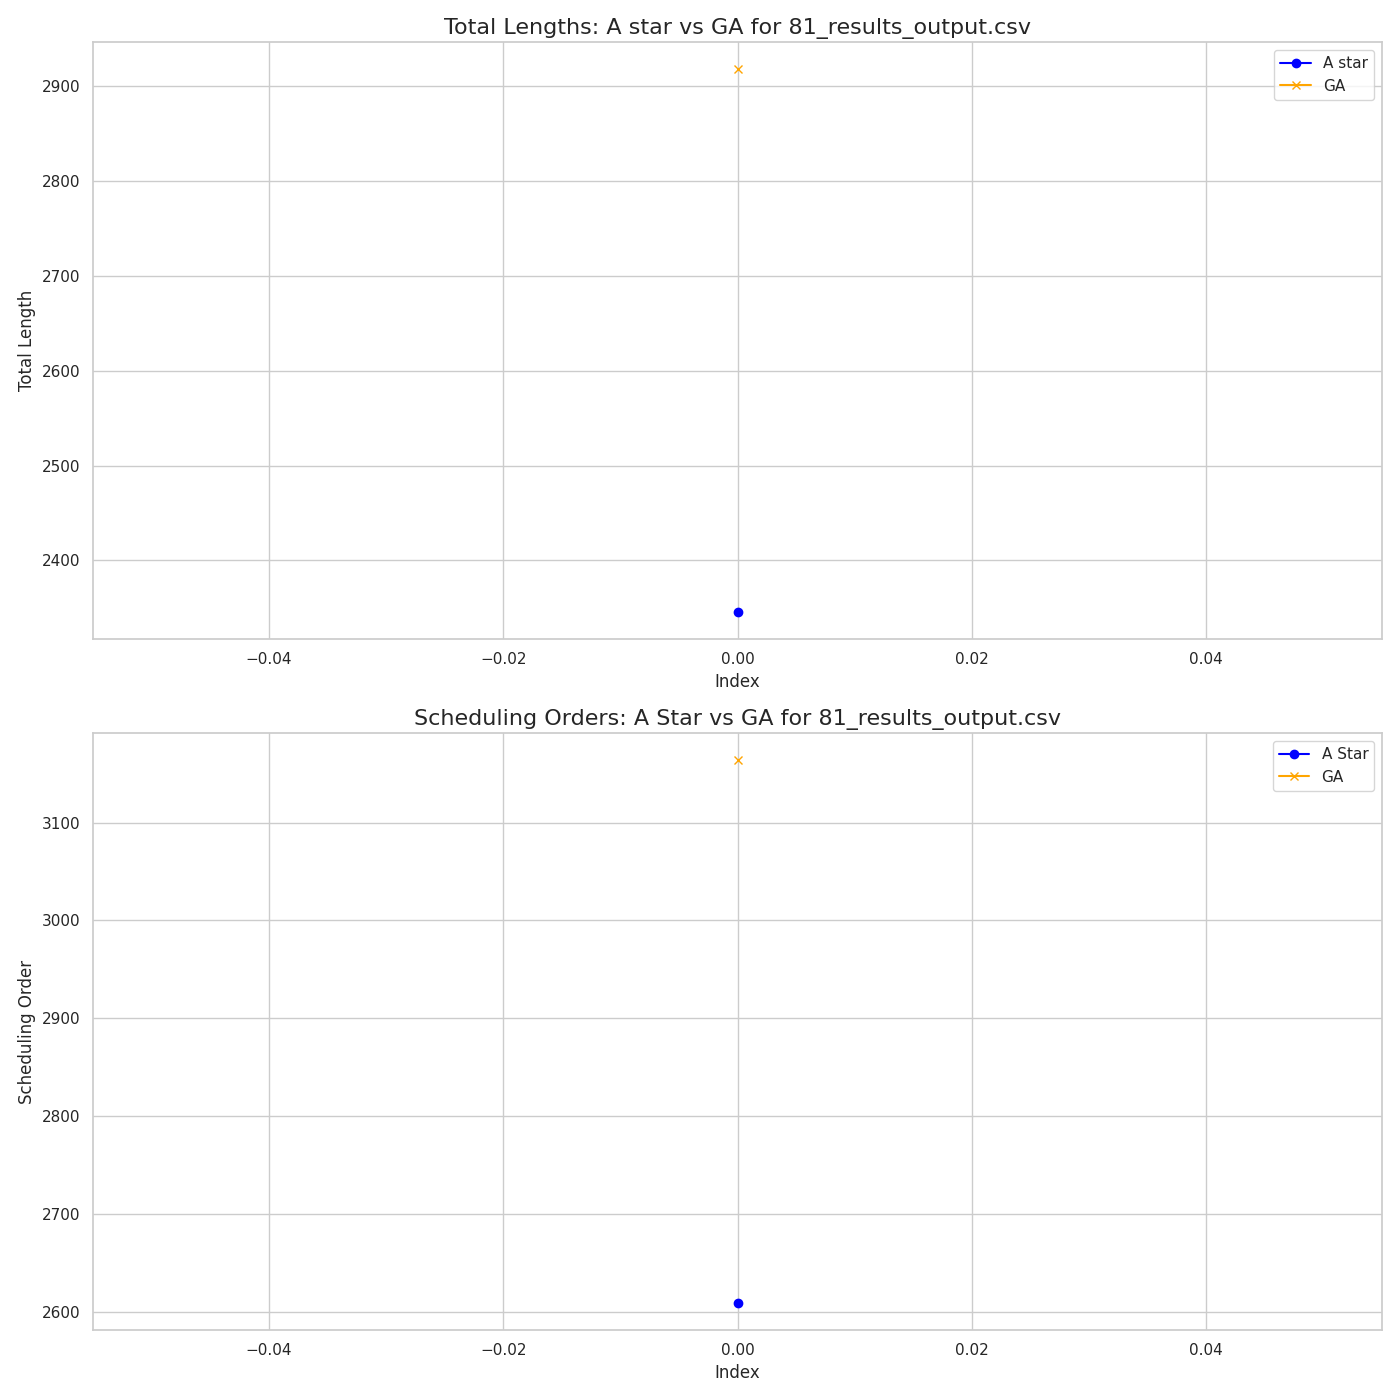 Total Lengths: A star vs GA for 81_results_output.csv
A star
GA
2900
2800
2700
2600
2500
2400
Total Length
−0.04
−0.02
0.00
0.02
0.04
Index
Scheduling Orders: A Star vs GA for 81_results_output.csv
A Star
GA
3100
3000
2900
2800
2700
2600
Scheduling Order
−0.04
−0.02
0.00
0.02
0.04
Index